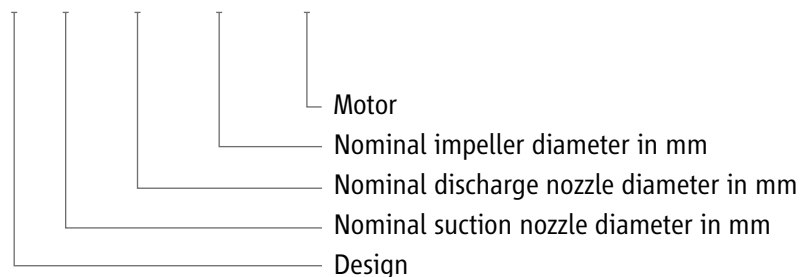 Motor
Nominal impeller diameter in mm
Nominal discharge nozzle diameter in mm
Nominal suction nozzle diameter in mm
Design